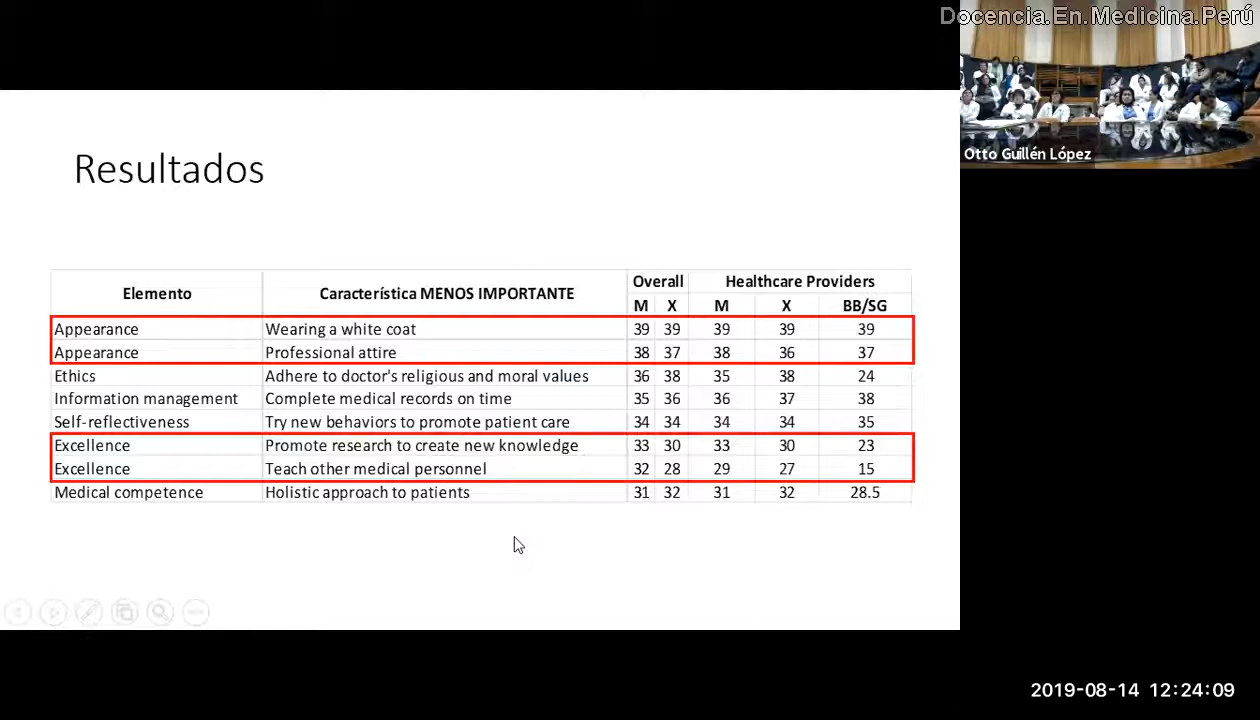 Docencia.En.Medicina.Perú
Otto Guillén López
Resultados
Elemento Característica MENOS IMPORTANTE Overall Healthcare Providers
M X M X BB/SG
Appearance Wearing a white coat 39 39 39 39 39
Appearance Professional attire 38 37 38 36 37
Ethics Adhere to doctor's religious and moral values 36 38 35 38 24
Information management Complete medical records on time 35 36 36 37 38
Self-reflectiveness Try new behaviors to promote patient care 34 34 34 34 35
Excellence Promote research to create new knowledge 33 30 33 30 23
Excellence Teach other medical personnel 32 28 29 27 15
Medical competence Holistic approach to patients 31 32 31 32 28.5
2019-08-14 12:24:09